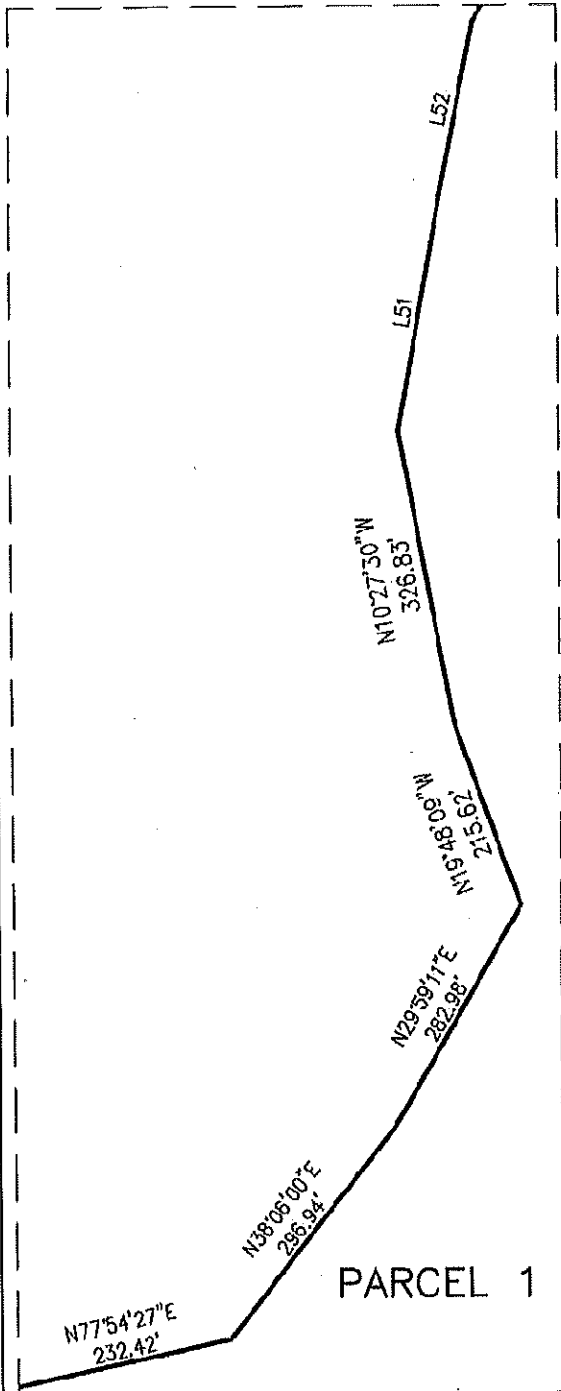 L52
L51
N10°27'30"W
326.83'
N19°48'09"W
215.62'
N29°59'11"E
282.98'
N38°06'00"E
296.94'
PARCEL 1
N77°54'27"E
232.42'